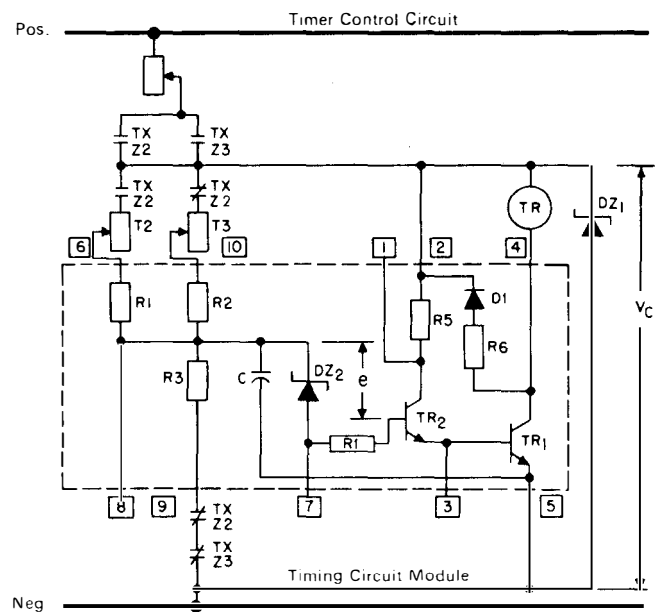 Timer Control Circuit
Pos.
TX
Z2
TX
Z3
TX
Z2
TX
Z2
T2
T3
TR
DZ1
6
10
1
2
4
VC
R1
R2
R5
D1
R6
R3
C
DZ2
e
TR2
R1
TR1
8
9
7
3
5
TX
Z2
TX
Z3
Timing Circuit Module
Neg